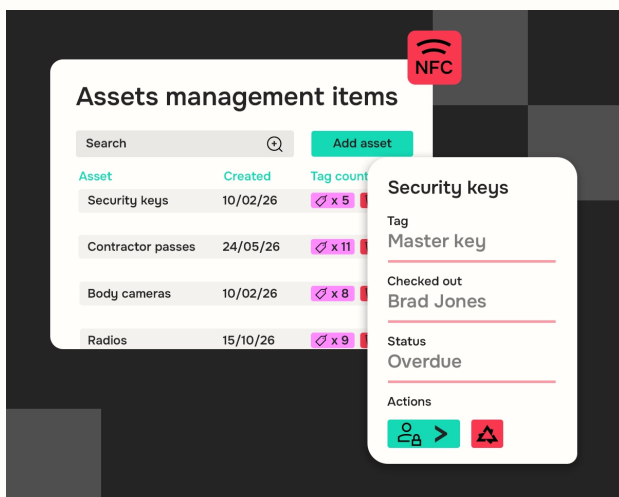 NFC
Assets management items
Search
Add asset
Asset Created Tag count
Security keys 10/02/26 x 5
Contractor passes 24/05/26 x 11
Body cameras 10/02/26 x 8
Radios 15/10/26 x 9
Security keys
Tag
Master key
Checked out
Brad Jones
Status
Overdue
Actions